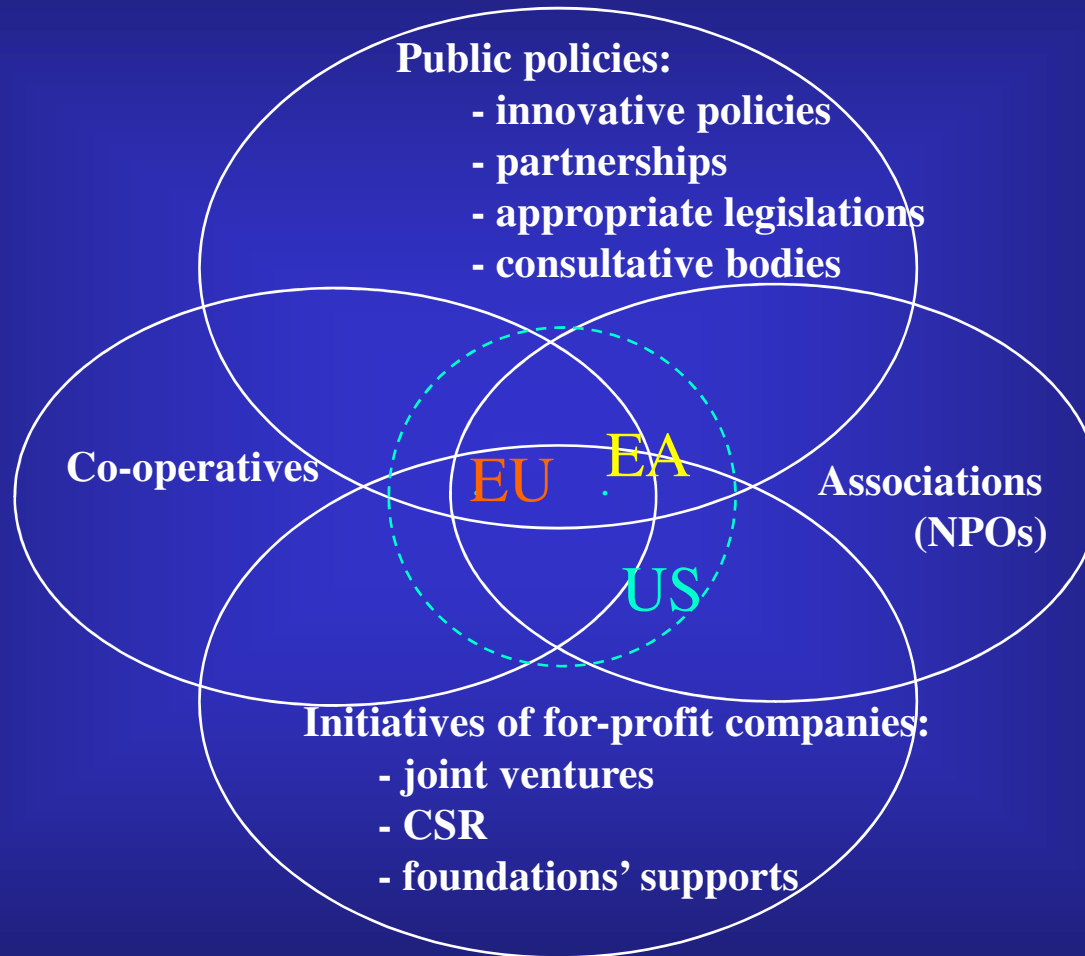 Public policies:
- innovative policies
- partnerships
- appropriate legislations
- consultative bodies
Co-operatives
EU
EA
Associations
(NPOs)
US
Initiatives of for-profit companies:
- joint ventures
- CSR
- foundations’ supports